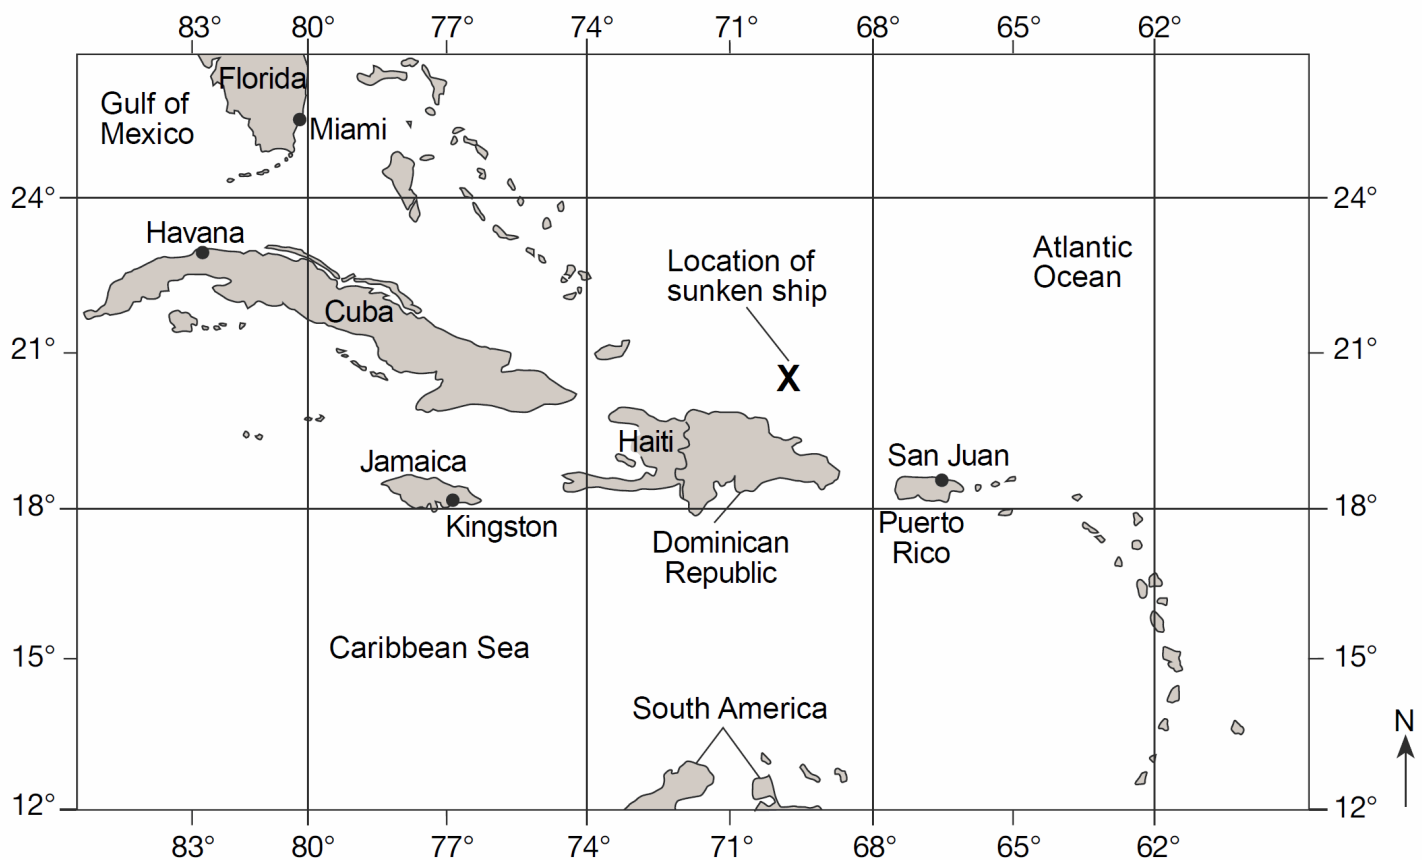 83° 80° 77° 74° 71° 68° 65° 62°
Florida
Gulf of
Mexico
Miami
24° 24°
Havana
Location of
sunken ship
Atlantic
Ocean
Cuba
21° 21°
X
Haiti
Jamaica
San Juan
18° 18°
Kingston
Puerto
Rico
Dominican
Republic
Caribbean Sea
15° 15°
South America
N
12° 12°
83° 80° 77° 74° 71° 68° 65° 62°